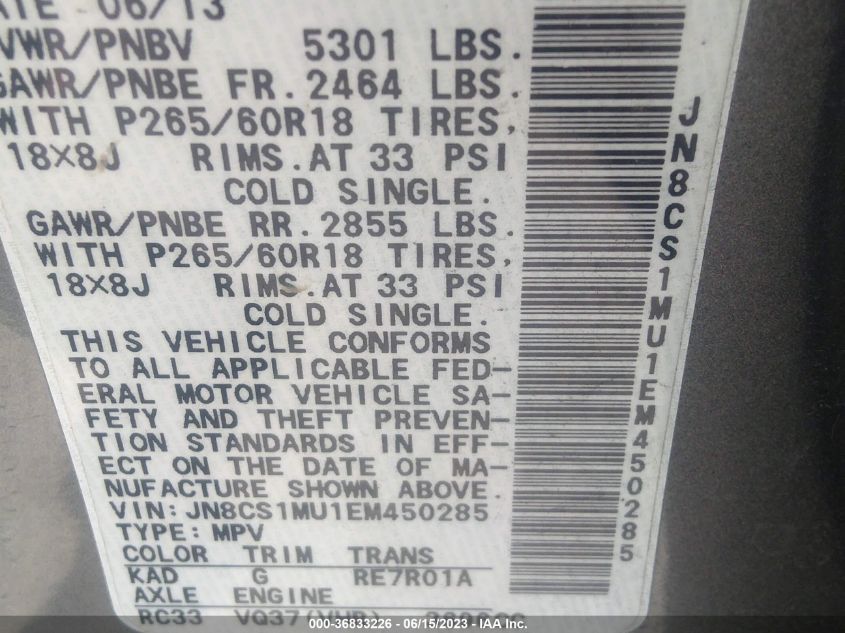 06/13
5301 LBS.
GAWR/PNBE FR. 2464 LBS.
WITH P265/60R18 TIRES,
18X8J RIMS.AT 33 PSI
COLD SINGLE.
GAWR/PNBE RR. 2855 LBS.
WITH P265/60R18 TIRES,
18X8J RIMS.AT 33 PSI
COLD SINGLE.
THIS VEHICLE CONFORMS
TO ALL APPLICABLE FED-
ERAL MOTOR VEHICLE SA-
FETY AND THEFT PREVEN-
TION STANDARDS IN EFF-
ECT ON THE DATE OF MA-
NUFACTURE SHOWN ABOVE.
VIN:JN8CS1MU1EM450285
TYPE:MPV
COLOR TRIM TRANS
KAD G RE7R01A
AXLE ENGINE
RC33
JN8CS1MU1EM450285
000-36833226 - 06/15/2023 - IAA Inc.